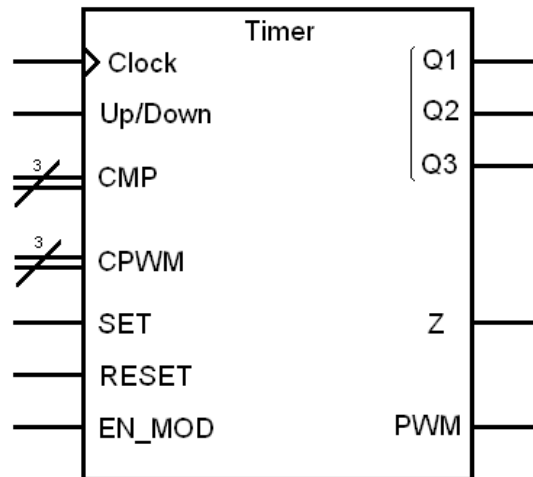 Timer
Clock
Q1
Up/Down
Q2
3
CMP
Q3
3
CPWM
SET
Z
RESET
EN_MOD
PWM